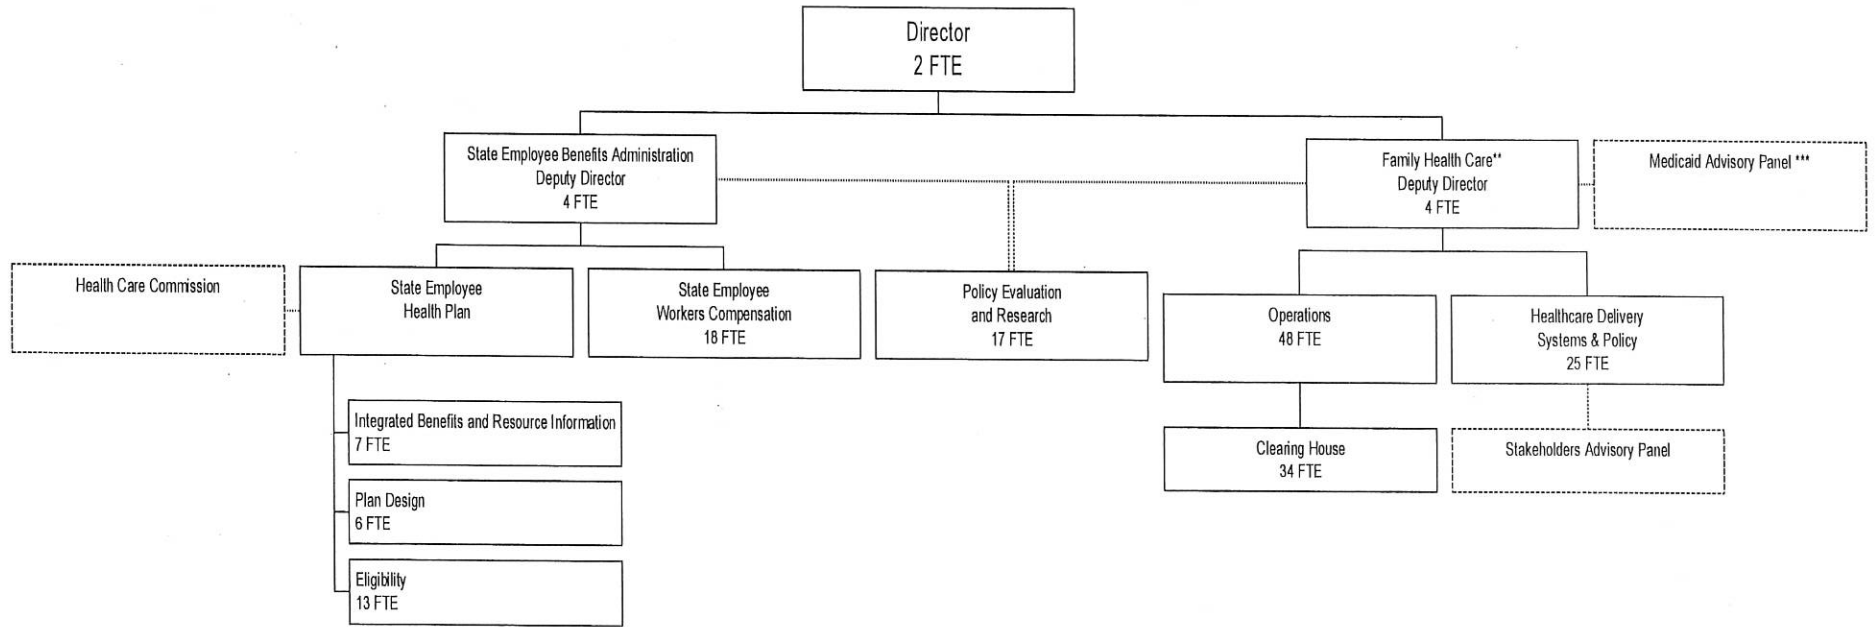 Director
2 FTE
State Employee Benefits Administration
Deputy Director
4 FTE
Family Health Care**
Deputy Director
4 FTE
Medicaid Advisory Panel ***
Health Care Commission
State Employee
Health Plan
State Employee
Workers Compensation
18 FTE
Policy Evaluation
and Research
17 FTE
Operations
48 FTE
Healthcare Delivery
Systems & Policy
25 FTE
Integrated Benefits and Resource Information
7 FTE
Plan Design
6 FTE
Eligibility
13 FTE
Clearing House
34 FTE
Stakeholders Advisory Panel